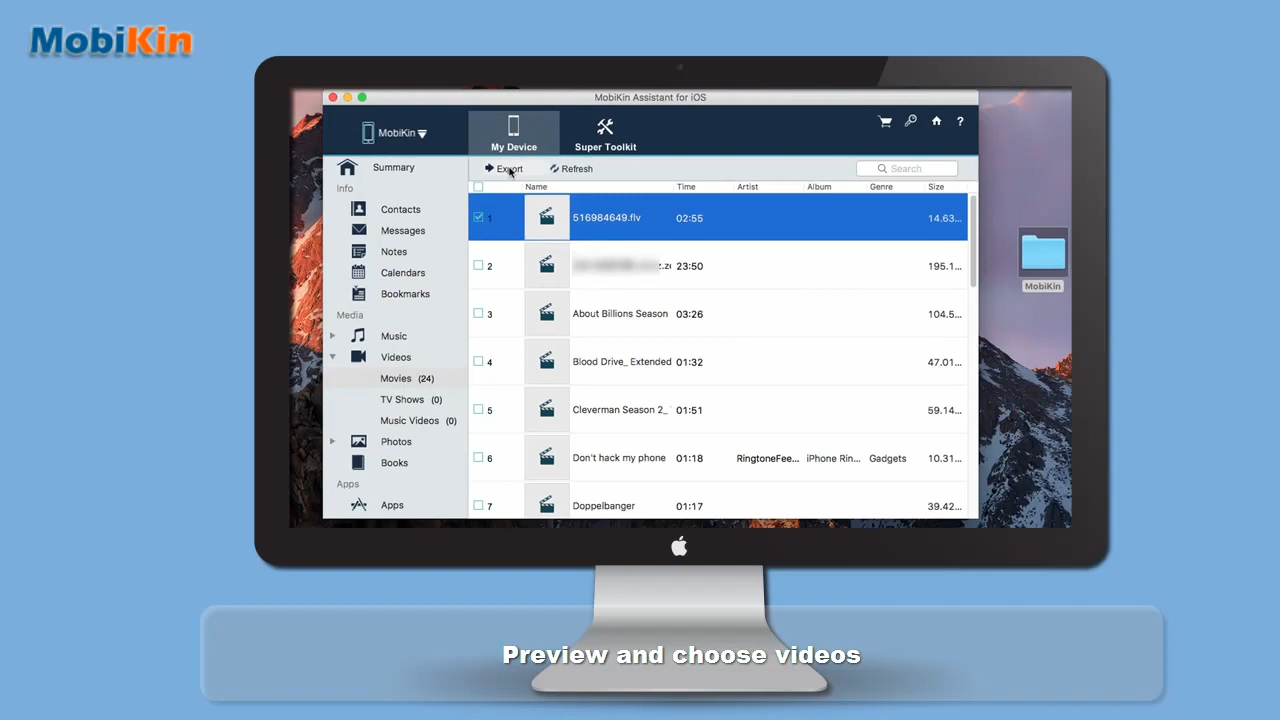 MobiKin
MobiKin Assistant for iOS
MobiKin
My Device
Super Toolkit
?
Summary
Export
Refresh
Search
Info
Name
Time
Artist
Album
Genre
Size
Contacts
1
516984649.flv
02:55
14.63...
Messages
Notes
2
23:50
195.1...
Calendars
Bookmarks
MobiKin
Media
3
About Billions Season
03:26
104.5...
Music
Videos
4
Blood Drive_ Extended
01:32
47.01...
Movies (24)
TV Shows (0)
5
Cleverman Season 2_
01:51
59.14...
Music Videos (0)
Photos
6
Don't hack my phone
01:18
RingtoneFee...
iPhone Rin...
Gadgets
10.31...
Books
Apps
7
Doppelbanger
01:17
39.42...
Apps
Preview and choose videos